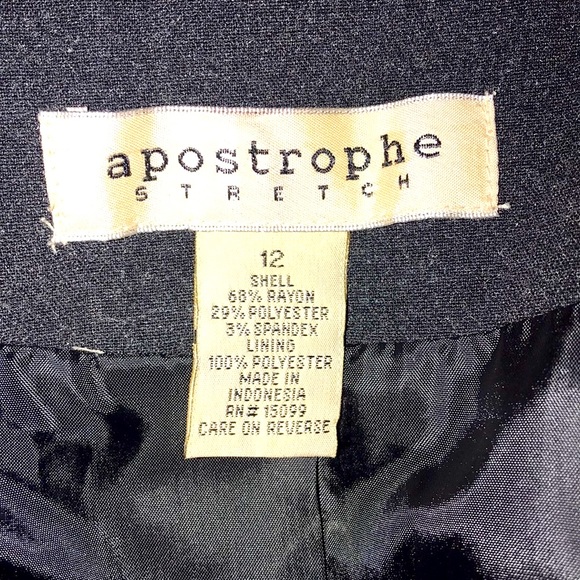 apostrophe
STRETCH
12
SHELL
68% RAYON
29% POLYESTER
3% SPANDEX
LINING
100% POLYESTER
MADE IN
INDONESIA
RN# 15099
CARE ON REVERSE